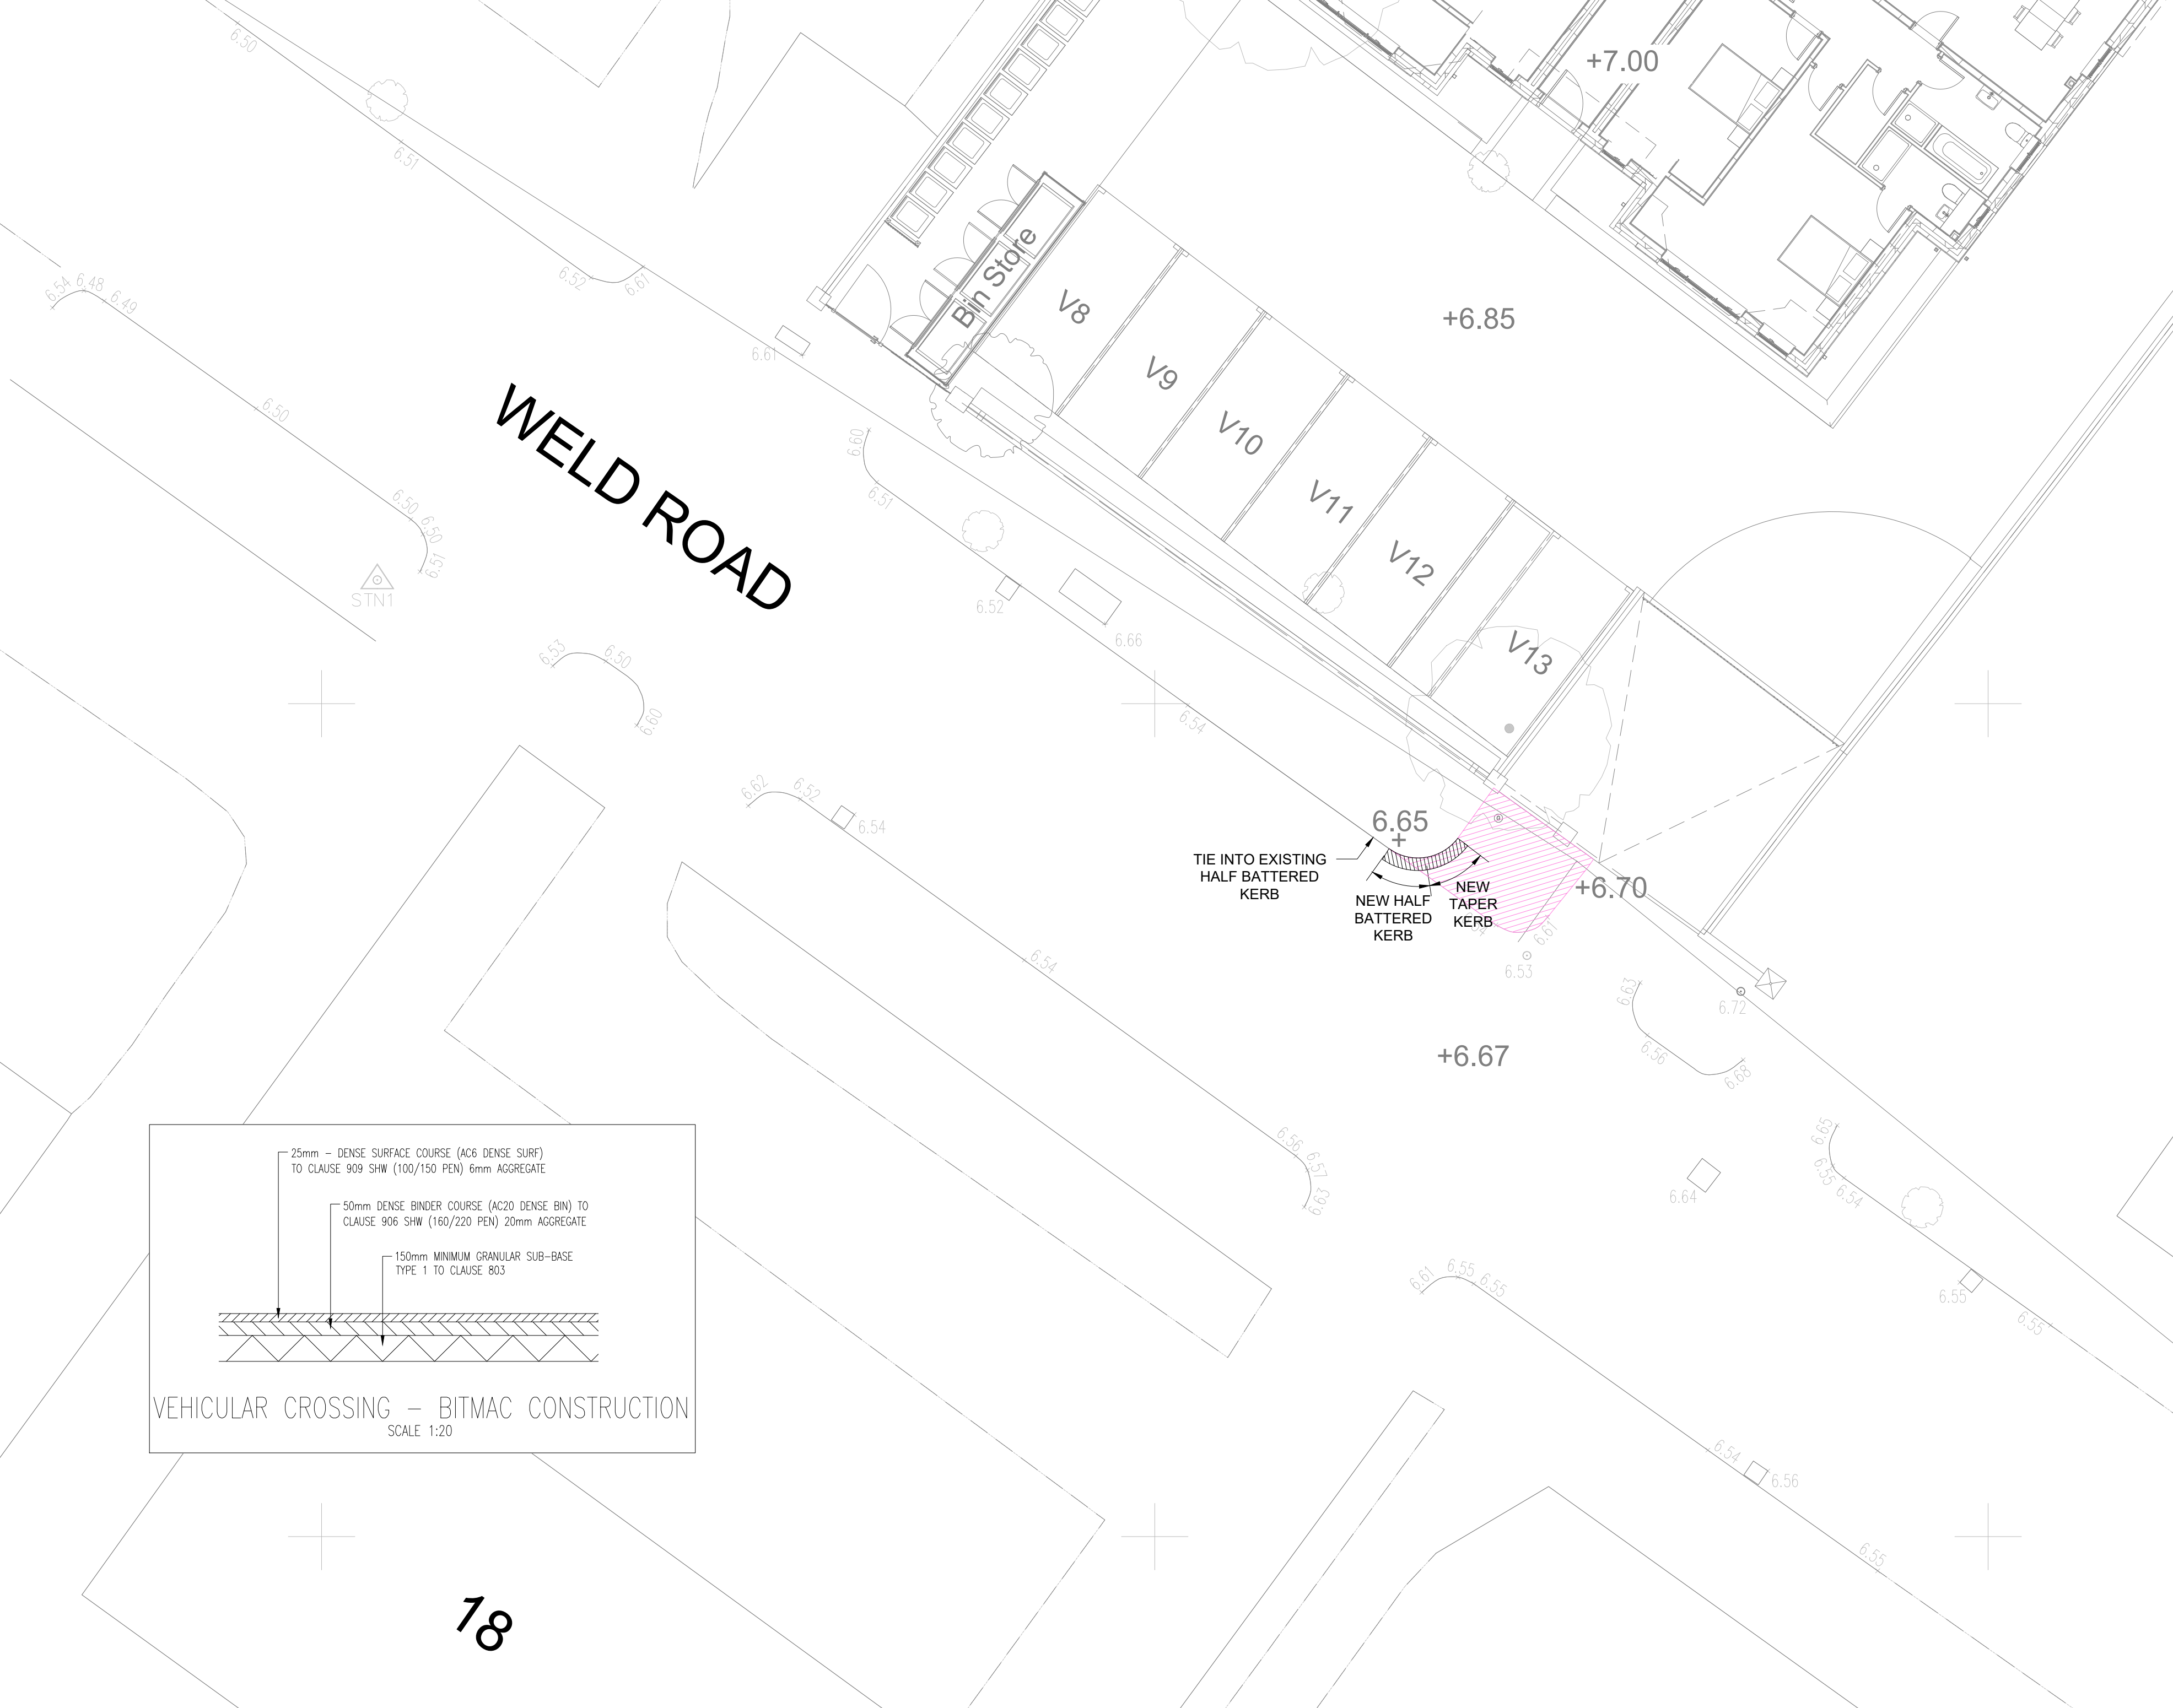 6.50
+7.00
6.51
6.52
6.61
6.54
6.48
6.49
Bin Store
V8
+6.85
6.61
V9
6.50
WELD ROAD
6.60
V10
6.51
V11
6.50
6.50
6.51
V12
STN1
6.52
6.66
V13
6.53
6.50
6.60
6.54
6.62
6.52
6.54
6.65
+
TIE INTO EXISTING
HALF BATTERED
KERB
NEW HALF
BATTERED
KERB
NEW
TAPER
KERB
+6.70
6.61
6.54
6.53
6.63
6.72
+6.67
6.56
6.68
6.65
6.55
6.54
6.56
6.57
6.63
6.64
6.61
6.55
6.55
6.55
6.55
25mm – DENSE SURFACE COURSE (AC6 DENSE SURF)
TO CLAUSE 909 SHW (100/150 PEN) 6mm AGGREGATE
50mm DENSE BINDER COURSE (AC20 DENSE BIN) TO
CLAUSE 906 SHW (160/220 PEN) 20mm AGGREGATE
150mm MINIMUM GRANULAR SUB-BASE
TYPE 1 TO CLAUSE 803
VEHICULAR CROSSING – BITMAC CONSTRUCTION
SCALE 1:20
6.54
6.56
6.55
18